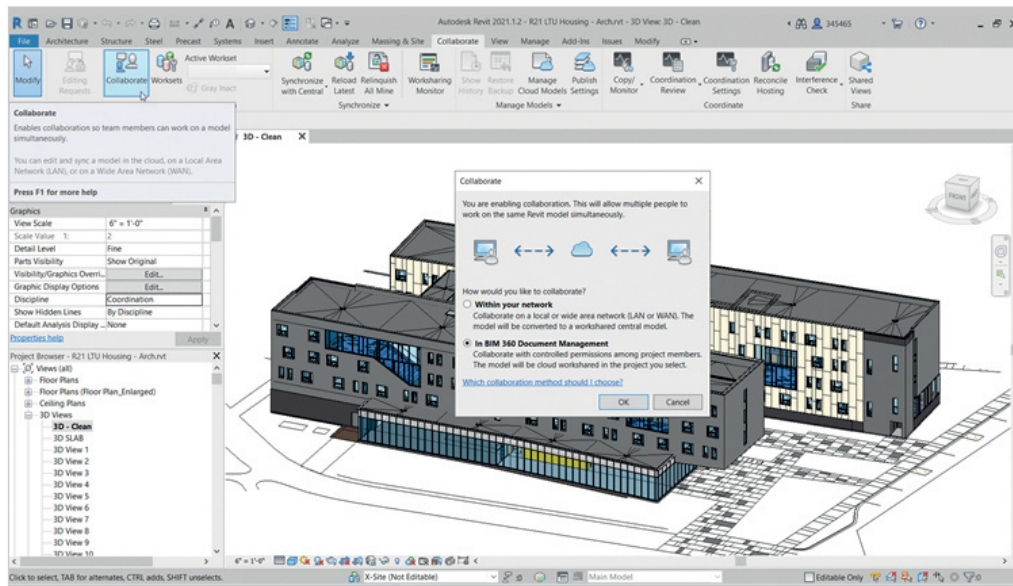 Autodesk Revit 2021.1.2 - R21 LTU Housing - Arch.rvt - 3D View: 3D - Clean
345465
File Architecture Structure Steel Precast Systems Insert Annotate Analyze Massing & Site Collaborate View Manage Add-Ins Issues Modify
Modify
Editing Requests
Collaborate
Worksets
Active Workset
Gray Inact
Synchronize with Central
Reload Latest
Relinquish All Mine
Worksharing Monitor
Show History
Restore Backup
Manage Cloud Models
Publish Settings
Copy/ Monitor
Coordination Review
Coordination Settings
Reconcile Hosting
Interference Check
Shared Views
Synchronize
Manage Models
Coordinate
Share
Collaborate
Enables collaboration so team members can work on a model
simultaneously.
You can edit and sync a model in the cloud, on a Local Area
Network (LAN), or on a Wide Area Network (WAN).
Press F1 for more help
3D - Clean X
Graphics
View Scale 6" = 1'-0"
Scale Value 1: 2
Detail Level Fine
Parts Visibility Show Original
Visibility/Graphics Overri... Edit...
Graphic Display Options Edit...
Discipline Coordination
Show Hidden Lines By Discipline
Default Analysis Display ... None
Properties help Apply
Project Browser - R21 LTU Housing - Arch.rvt X
Views (all)
Floor Plans
Floor Plans (Floor Plan_Enlarged)
Ceiling Plans
3D Views
3D - Clean
3D SLAB
3D View 1
3D View 2
3D View 3
3D View 4
3D View 5
3D View 6
3D View 7
3D View 8
3D View 9
3D View 10
Collaborate
You are enabling collaboration. This will allow multiple people to
work on the same Revit model simultaneously.
How would you like to collaborate?
Within your network
Collaborate on a local or wide area network (LAN or WAN). The
model will be converted to a workshared central model.
In BIM 360 Document Management
Collaborate with controlled permissions among project members.
The model will be cloud workshared in the project you select.
Which collaboration method should I choose?
OK Cancel
FRONT
6" = 1'-0"
Click to select, TAB for alternates, CTRL adds, SHIFT unselects.
X-Site (Not Editable)
:0
Main Model
Editable Only
:0